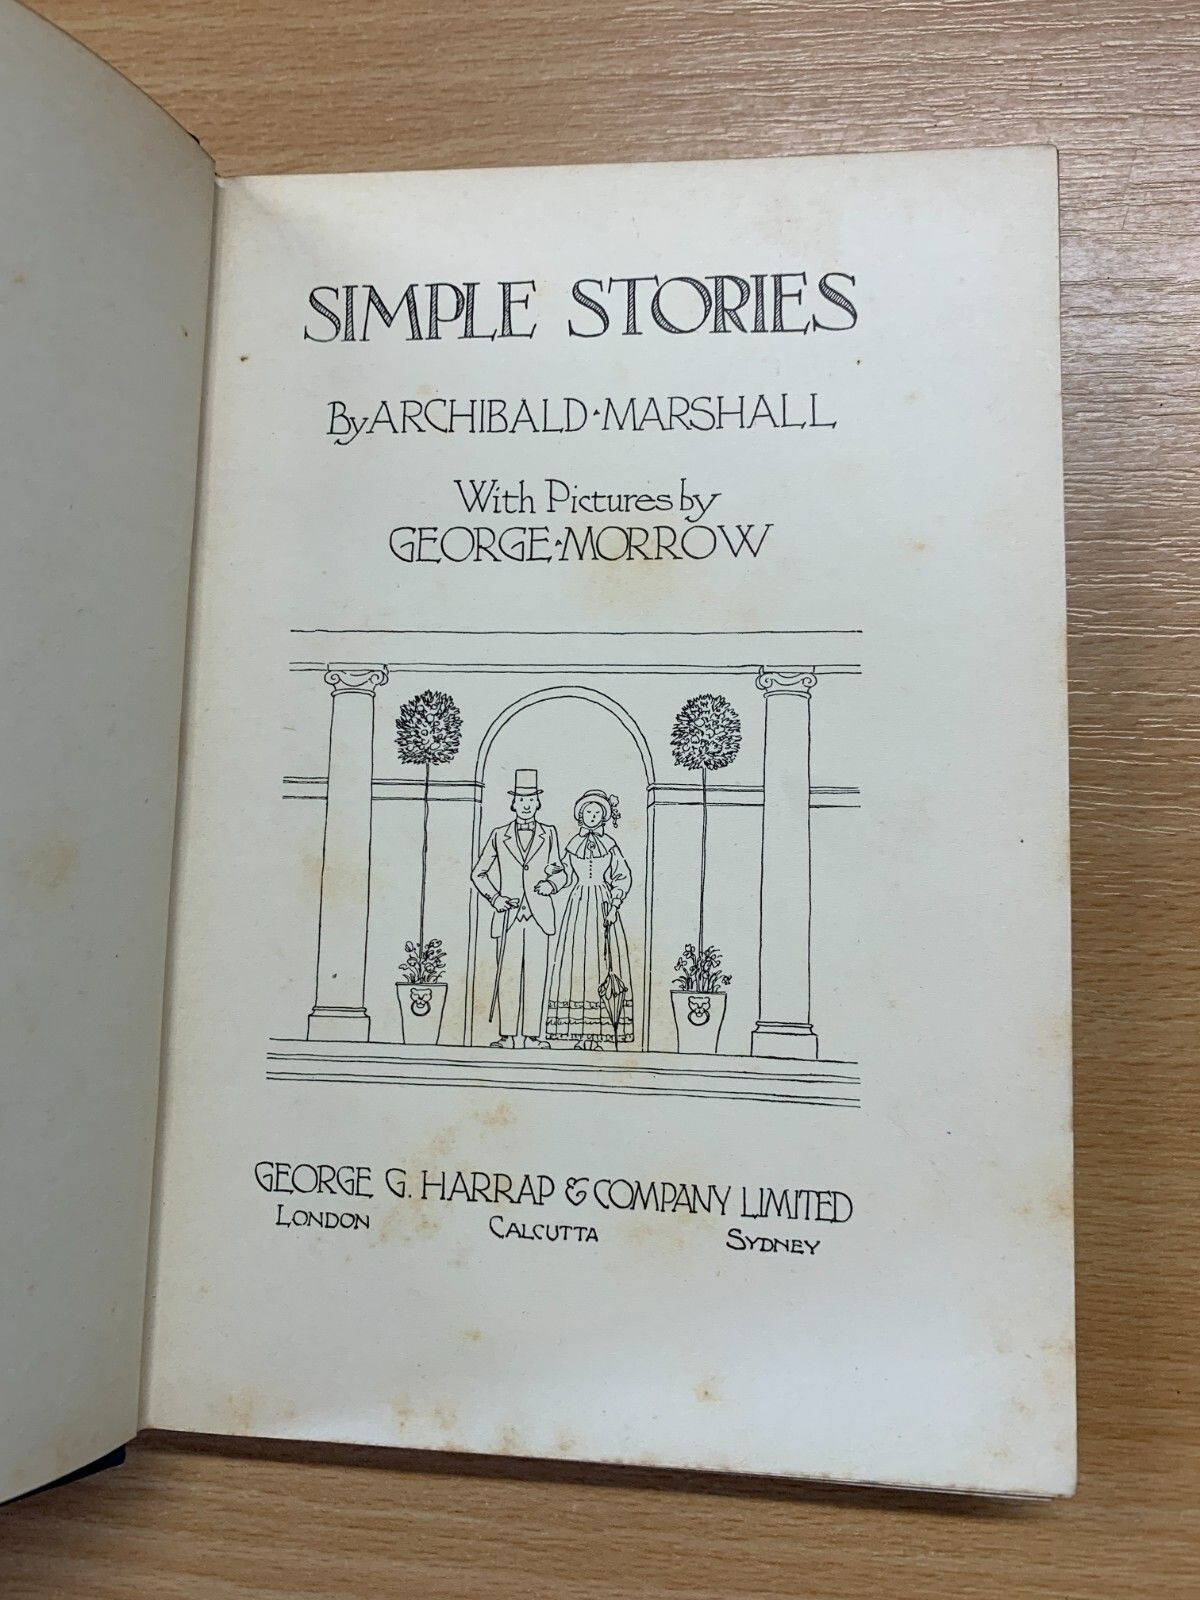 SIMPLE STORIES
By ARCHIBALD · MARSHALL
With Pictures by
GEORGE · MORROW
GEORGE G. HARRAP & COMPANY LIMITED
LONDON CALCUTTA SYDNEY